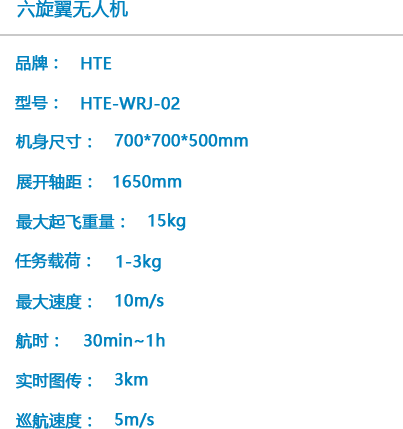 六旋翼无人机
品牌： HTE
型号： HTE-WRJ-02
机身尺寸： 700*700*500mm
展开轴距： 1650mm
最大起飞重量： 15kg
任务载荷： 1-3kg
最大速度： 10m/s
航时： 30min~1h
实时图传： 3km
巡航速度： 5m/s